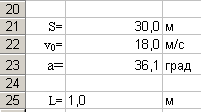 20
21 S= 30,0 м
22 v₀= 18,0 м/с
23 a= 36,1 град
24
25 L= 1,0 м